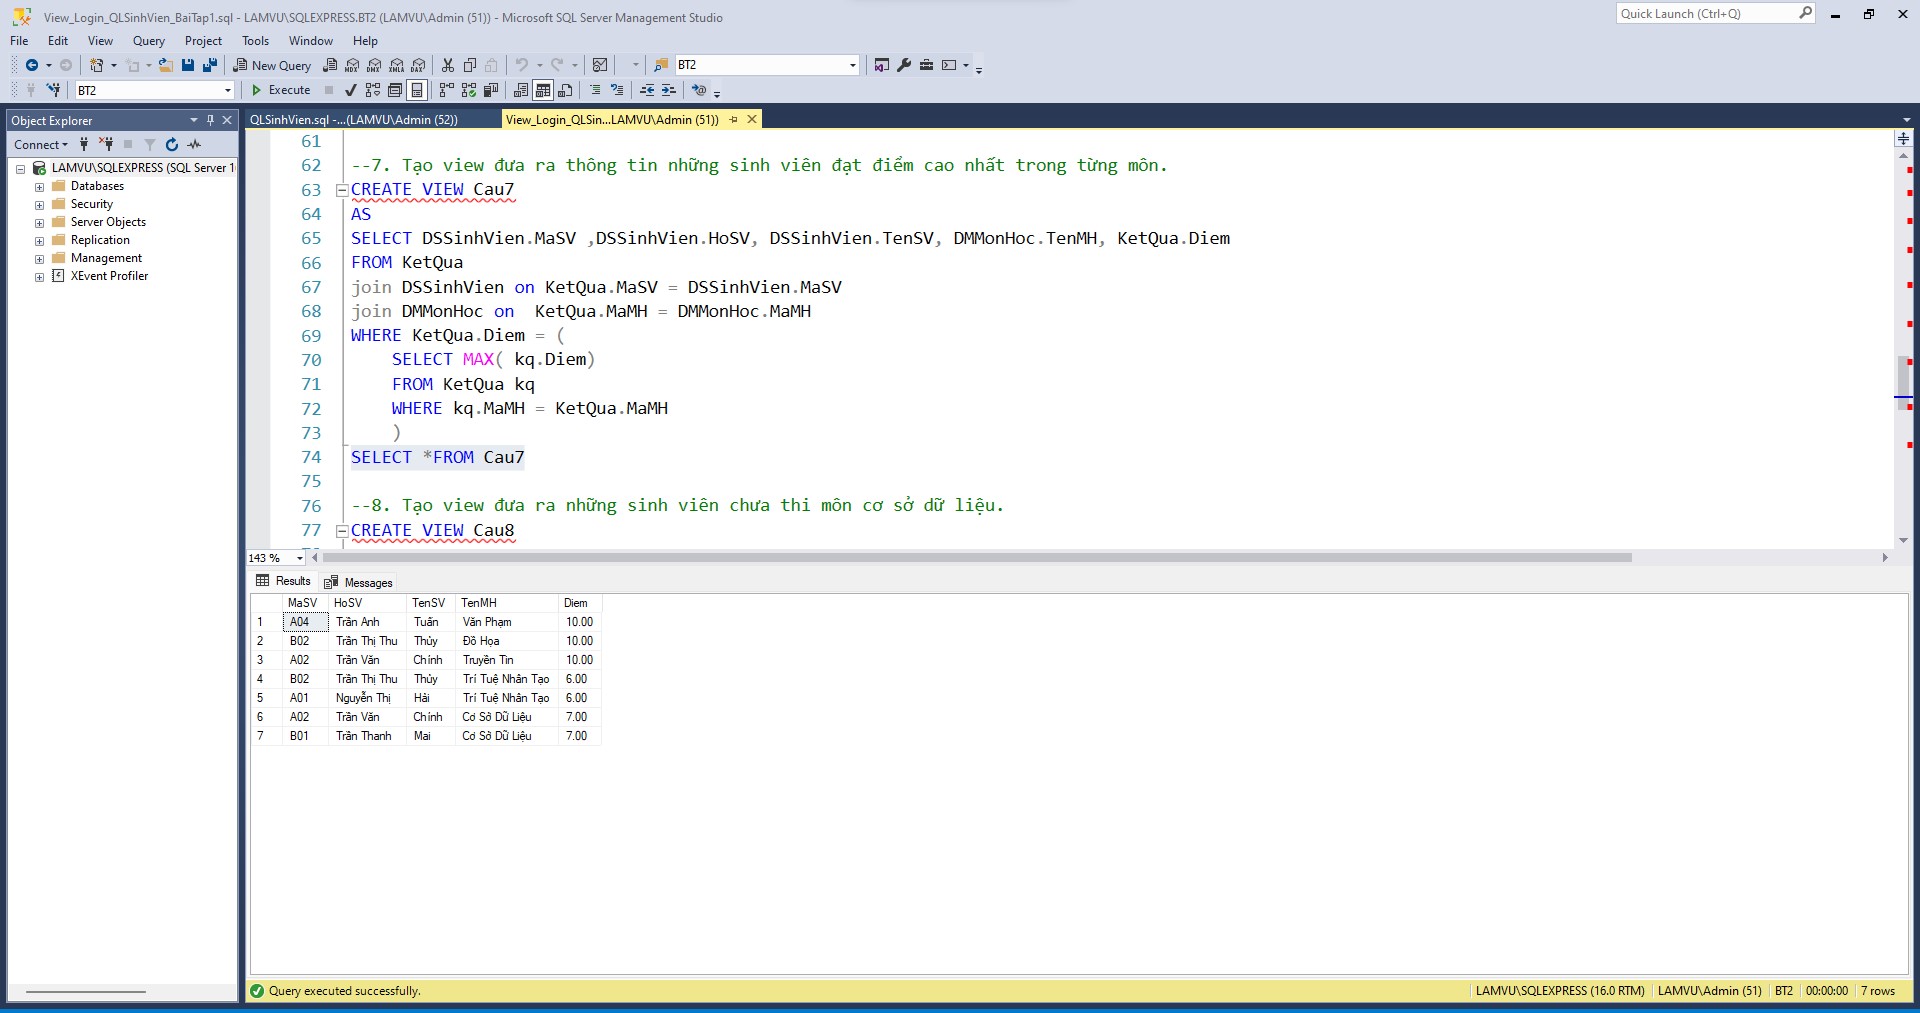 View_Login_QLSinhVien_BaiTap1.sql - LAMVU\SQLEXPRESS.BT2 (LAMVU\Admin (51)) - Microsoft SQL Server Management Studio
Quick Launch (Ctrl+Q)
File Edit View Query Project Tools Window Help
New Query MDX DMX XMLA DAX BT2
BT2 Execute
Object Explorer
QLSinhVien.sql -...(LAMVU\Admin (52))
View_Login_QLSin...LAMVU\Admin (51))
Connect
LAMVU\SQLEXPRESS (SQL Server 1
Databases
Security
Server Objects
Replication
Management
XEvent Profiler
61
62 --7. Tạo view đưa ra thông tin những sinh viên đạt điểm cao nhất trong từng môn.
63 CREATE VIEW Cau7
64 AS
65 SELECT DSSinhVien.MaSV ,DSSinhVien.HoSV, DSSinhVien.TenSV, DMMonHoc.TenMH, KetQua.Diem
66 FROM KetQua
67 join DSSinhVien on KetQua.MaSV = DSSinhVien.MaSV
68 join DMMonHoc on  KetQua.MaMH = DMMonHoc.MaMH
69 WHERE KetQua.Diem = (
70 SELECT MAX( kq.Diem)
71 FROM KetQua kq
72 WHERE kq.MaMH = KetQua.MaMH
73 )
74 SELECT *FROM Cau7
75
76 --8. Tạo view đưa ra những sinh viên chưa thi môn cơ sở dữ liệu.
77 CREATE VIEW Cau8
143 %
Results Messages
MaSV HoSV TenSV TenMH Diem
1 A04 Trần Anh Tuấn Văn Phạm 10.00
2 B02 Trần Thị Thu Thủy Đồ Họa 10.00
3 A02 Trần Văn Chính Truyền Tin 10.00
4 B02 Trần Thị Thu Thủy Trí Tuệ Nhân Tạo 6.00
5 A01 Nguyễn Thị Hải Trí Tuệ Nhân Tạo 6.00
6 A02 Trần Văn Chính Cơ Sở Dữ Liệu 7.00
7 B01 Trần Thanh Mai Cơ Sở Dữ Liệu 7.00
Query executed successfully.
LAMVU\SQLEXPRESS (16.0 RTM) LAMVU\Admin (51) BT2 00:00:00 7 rows